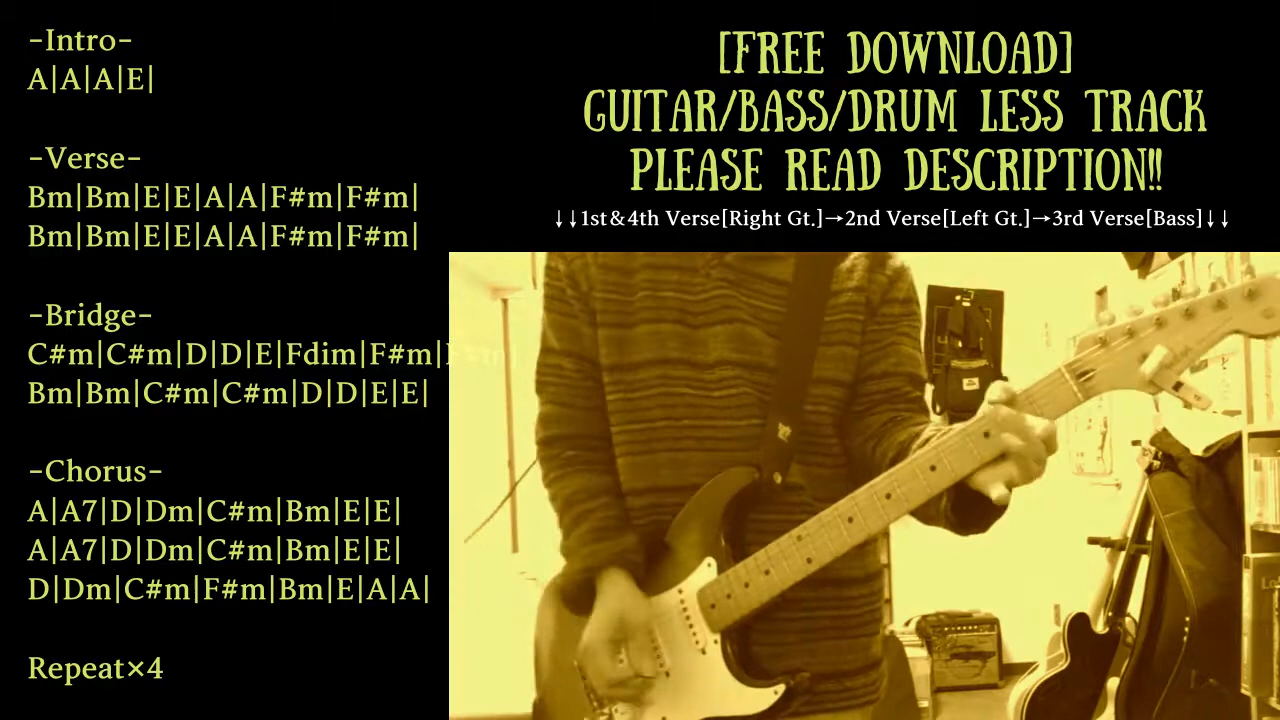 -Intro-
A|A|A|E|
-Verse-
Bm|Bm|E|E|A|A|F#m|F#m|
Bm|Bm|E|E|A|A|F#m|F#m|
-Bridge-
C#m|C#m|D|D|E|Fdim|F#m|F#m|
Bm|Bm|C#m|C#m|D|D|E|E|
-Chorus-
A|A7|D|Dm|C#m|Bm|E|E|
A|A7|D|Dm|C#m|Bm|E|E|
D|Dm|C#m|F#m|Bm|E|A|A|
Repeat×4
[FREE DOWNLOAD]
GUITAR/BASS/DRUM LESS TRACK
PLEASE READ DESCRIPTION!!
↓↓1st&4th Verse[Right Gt.]→2nd Verse[Left Gt.]→3rd Verse[Bass]↓↓